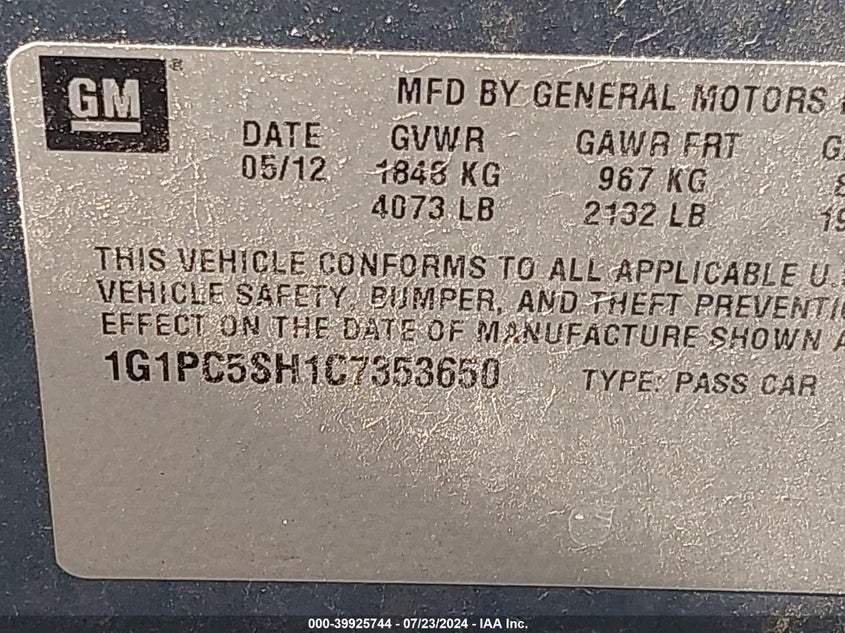 GM ®
MFD BY GENERAL MOTORS
DATE GVWR GAWR FRT
05/12 1848 KG 967 KG
4073 LB 2132 LB 19
THIS VEHICLE CONFORMS TO ALL APPLICABLE U.S
VEHICLE SAFETY, BUMPER, AND THEFT PREVENTI
EFFECT ON THE DATE OF MANUFACTURE SHOWN A
1G1PC5SH1C7353650 TYPE: PASS CAR
000-39925744 - 07/23/2024 - IAA Inc.